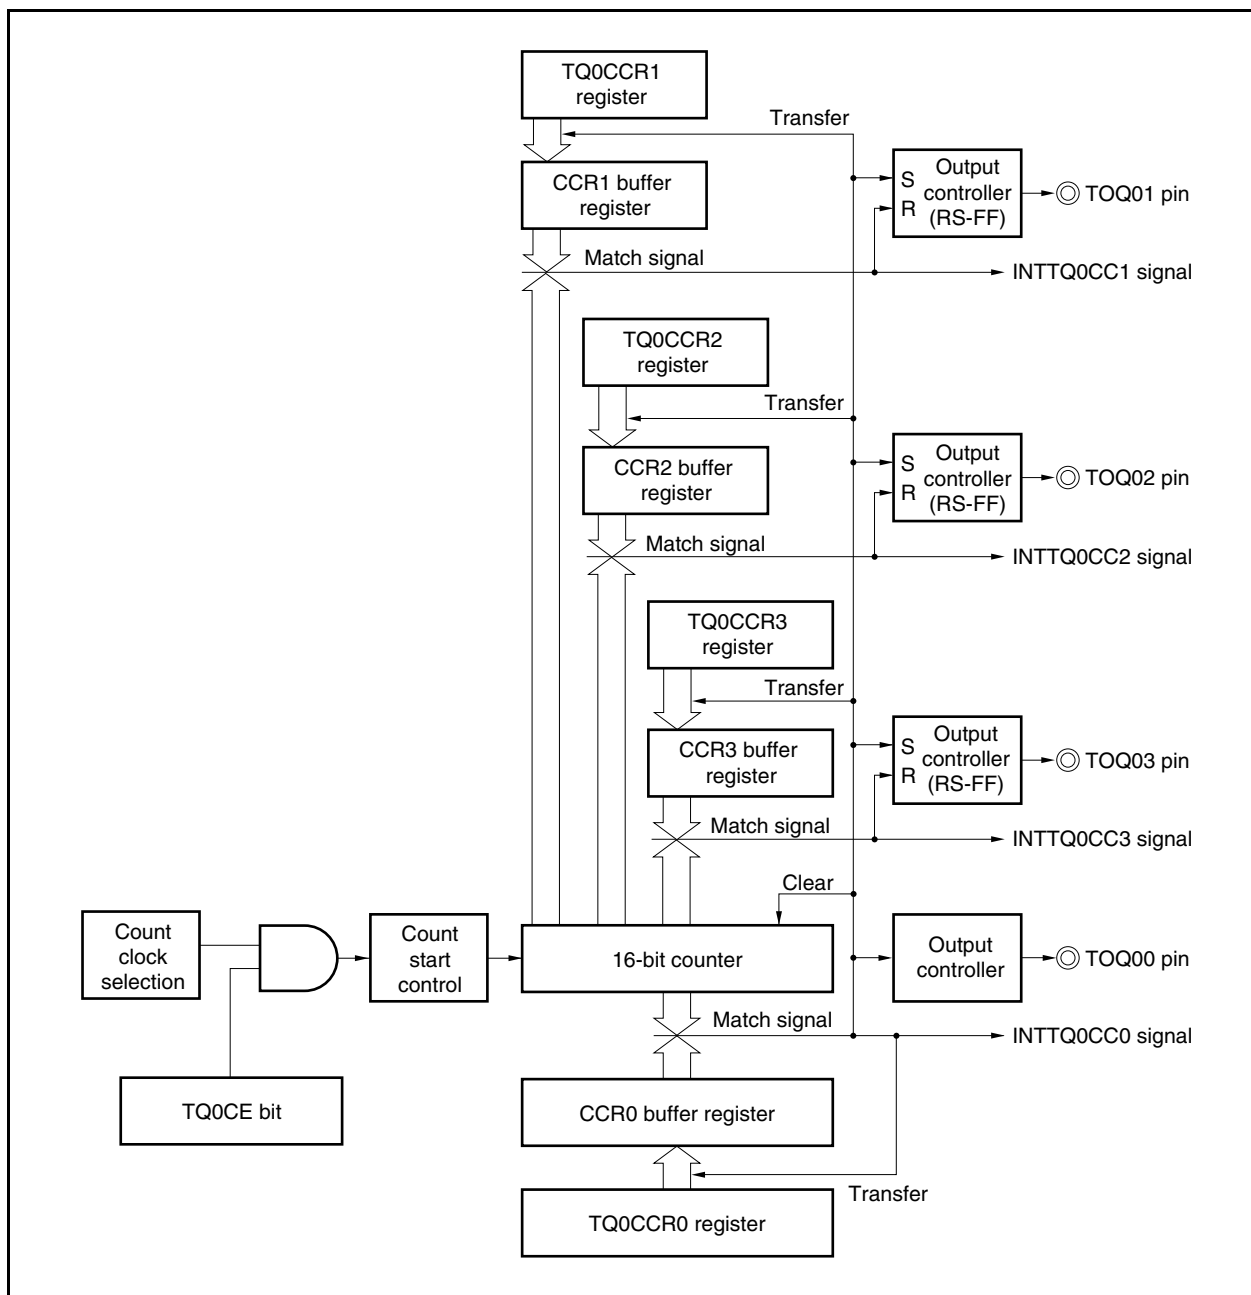 TQ0CCR1
register
Transfer
CCR1 buffer
register
S
R
Output
controller
(RS-FF)
TOQ01 pin
Match signal
INTTQ0CC1 signal
TQ0CCR2
register
Transfer
CCR2 buffer
register
S
R
Output
controller
(RS-FF)
TOQ02 pin
Match signal
INTTQ0CC2 signal
TQ0CCR3
register
Transfer
CCR3 buffer
register
S
R
Output
controller
(RS-FF)
TOQ03 pin
Match signal
INTTQ0CC3 signal
Clear
Count
clock
selection
Count
start
control
16-bit counter
Output
controller
TOQ00 pin
Match signal
INTTQ0CC0 signal
TQ0CE bit
CCR0 buffer register
Transfer
TQ0CCR0 register